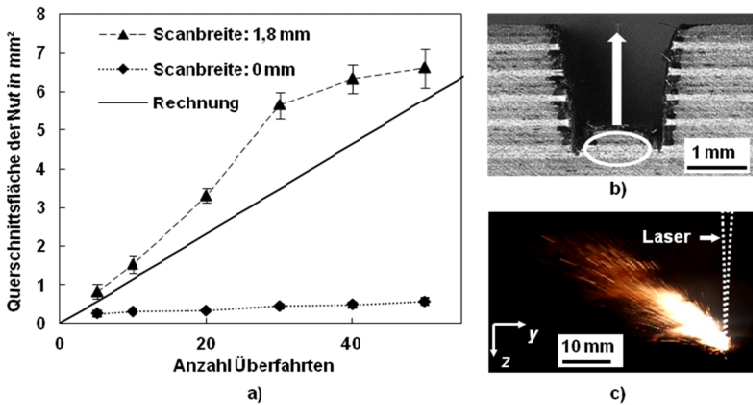 Querschnittsfläche der Nut in mm²
8
7
6
5
4
3
2
1
0
Scanbreite: 1,8 mm
Scanbreite: 0 mm
Rechnung
0
20
40
Anzahl Überfahrten
a)
1 mm
b)
Laser
y
z
10 mm
c)